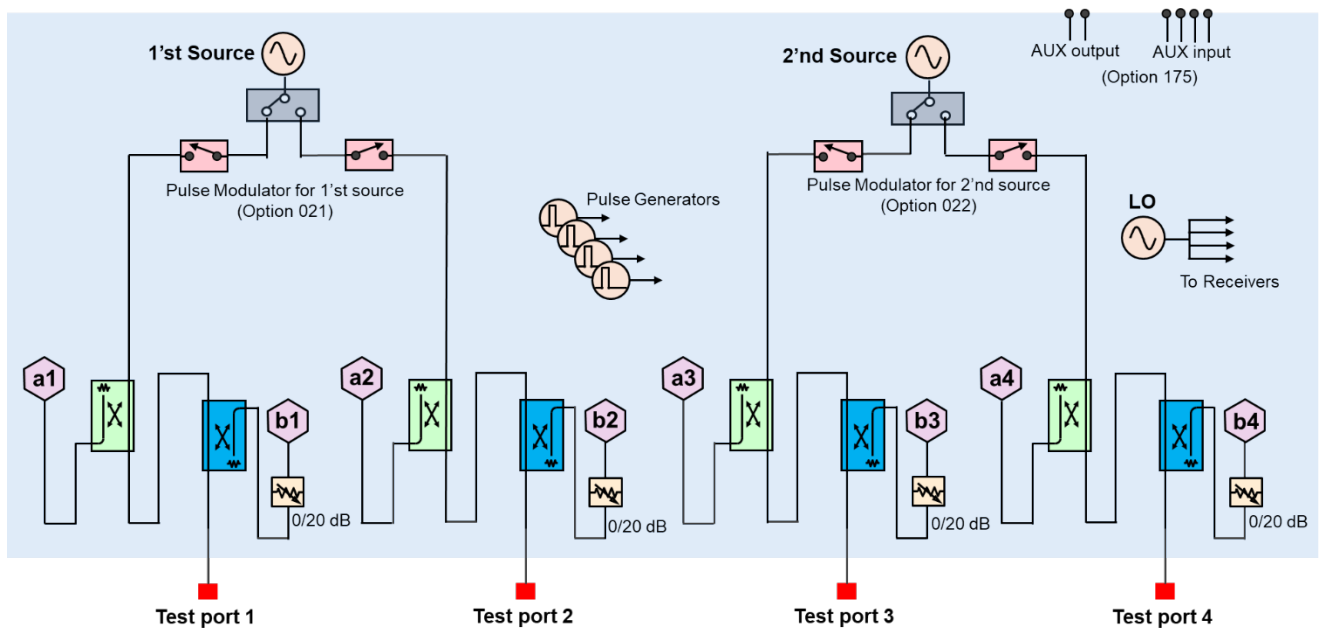 1'st Source
2'nd Source
AUX output
AUX input
(Option 175)
Pulse Modulator for 1'st source
(Option 021)
Pulse Generators
Pulse Modulator for 2'nd source
(Option 022)
LO
To Receivers
a1
b1
a2
b2
a3
b3
a4
b4
0/20 dB
0/20 dB
0/20 dB
0/20 dB
Test port 1
Test port 2
Test port 3
Test port 4